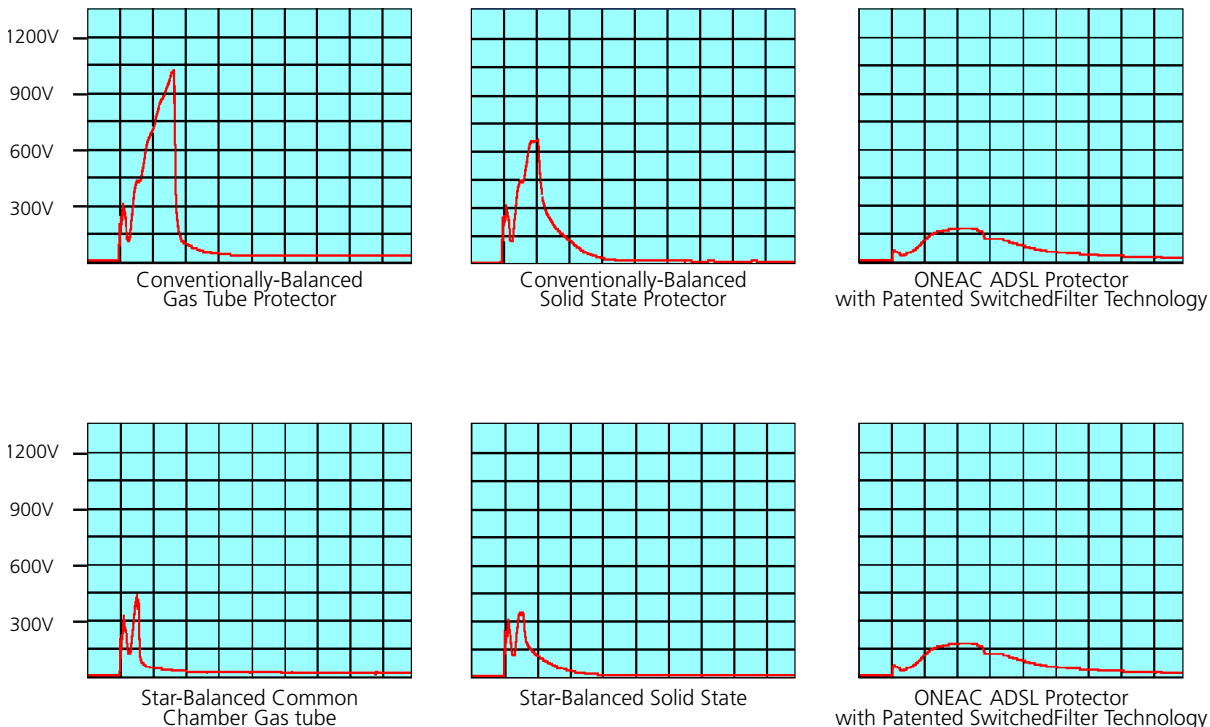 1200V
900V
600V
300V
Conventionally-Balanced
Gas Tube Protector
Conventionally-Balanced
Solid State Protector
ONEAC ADSL Protector
with Patented SwitchedFilter Technology
1200V
900V
600V
300V
Star-Balanced Common
Chamber Gas tube
Star-Balanced Solid State
ONEAC ADSL Protector
with Patented SwitchedFilter Technology